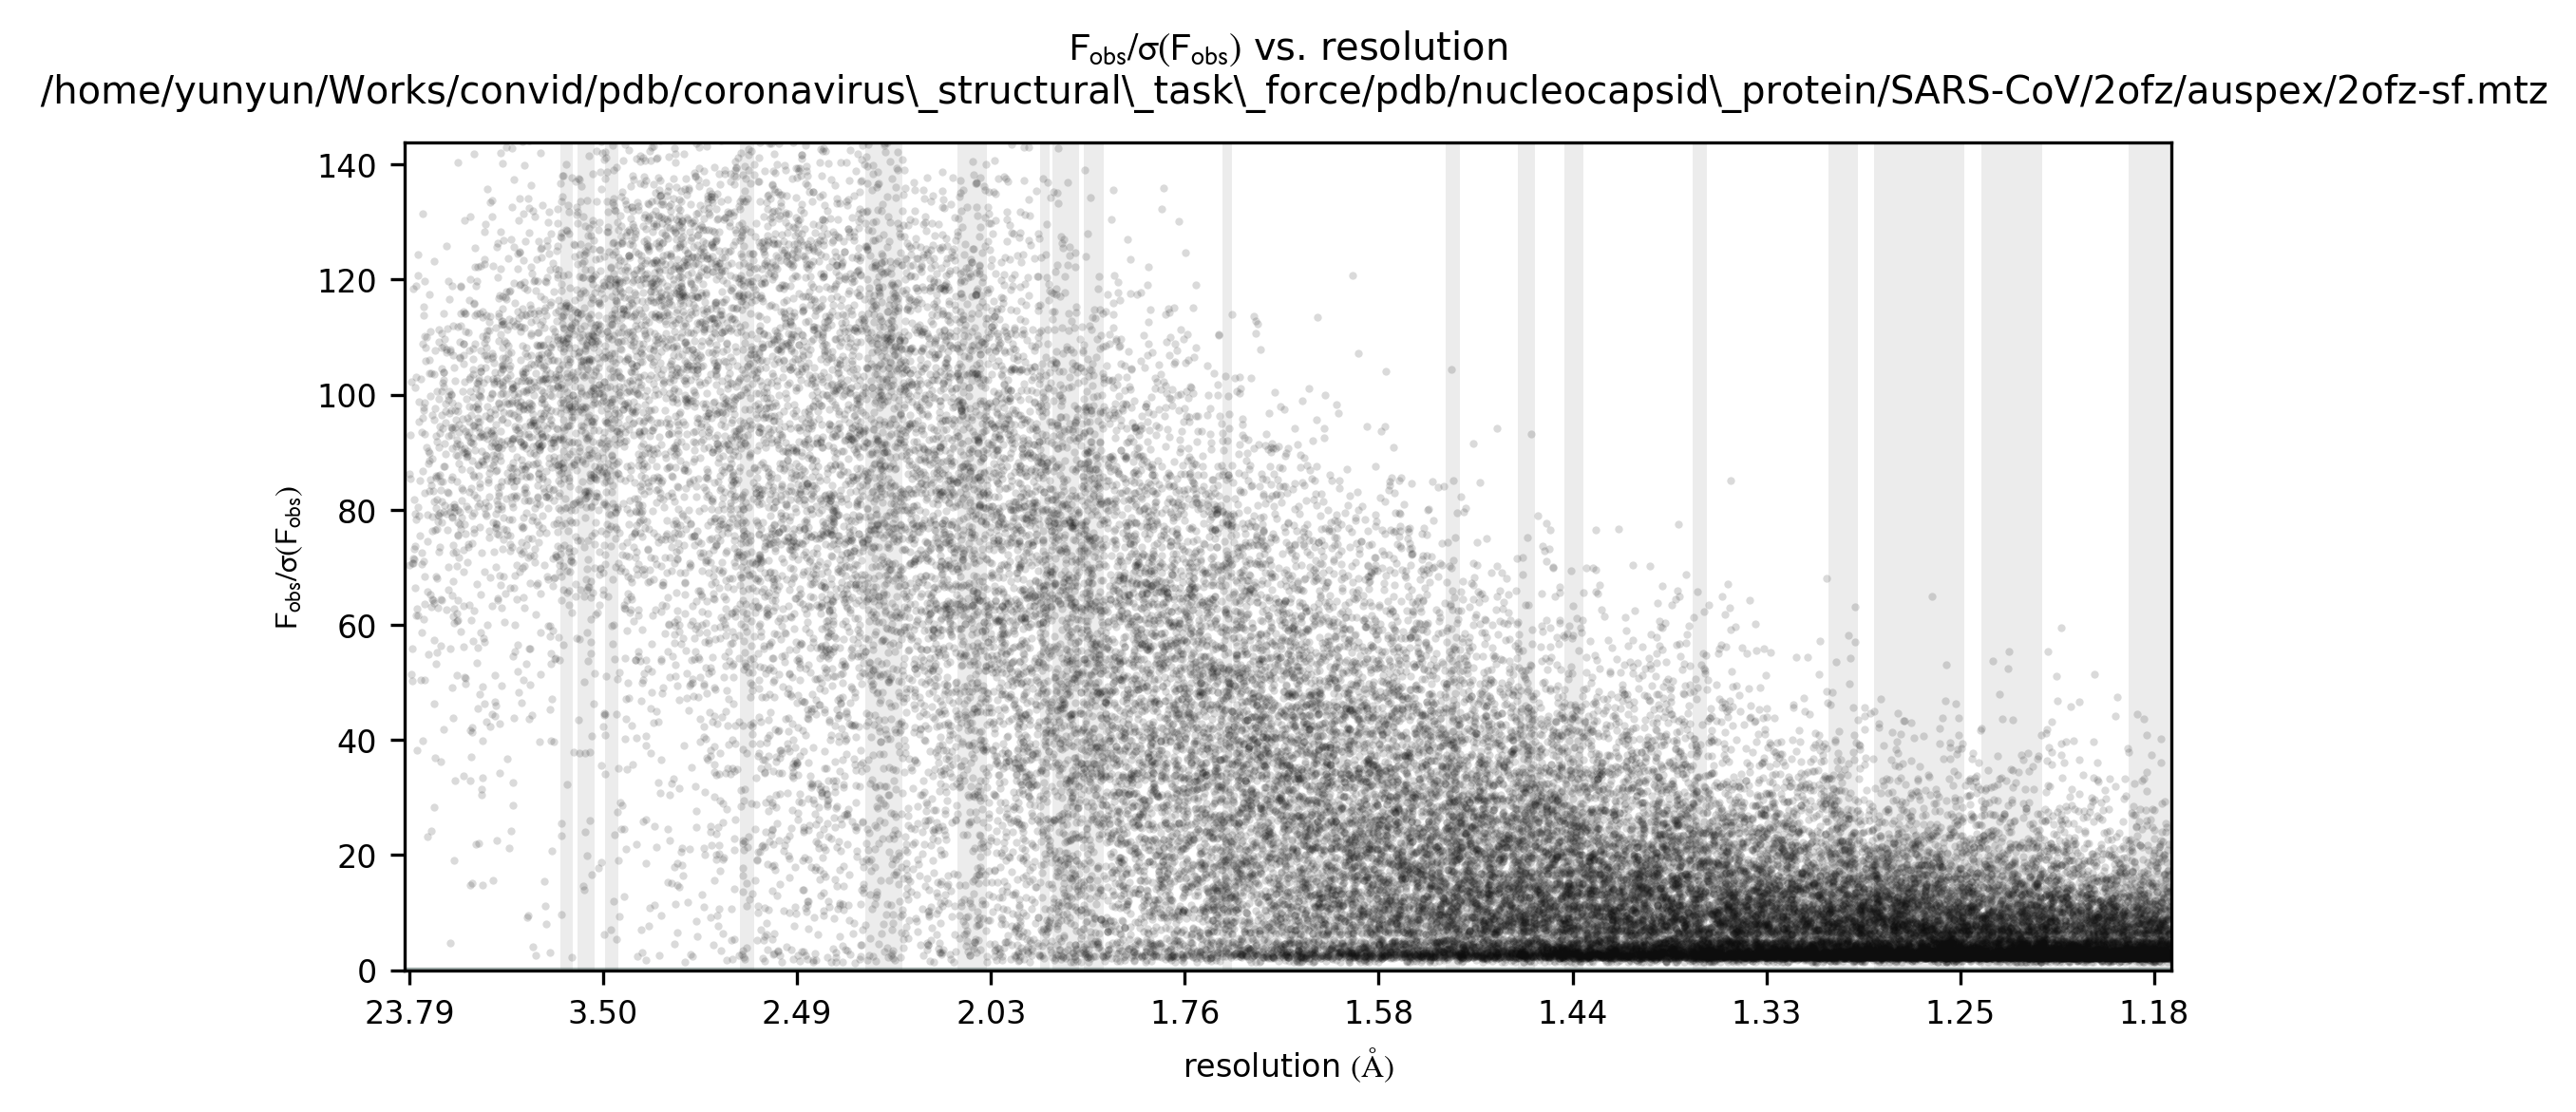 Fobs/σ(Fobs) vs. resolution
/home/yunyun/Works/convid/pdb/coronavirus\_structural\_task\_force/pdb/nucleocapsid\_protein/SARS-CoV/2ofz/auspex/2ofz-sf.mtz
140
120
100
80
60
40
20
0
Fobs/σ(Fobs)
23.79 3.50 2.49 2.03 1.76 1.58 1.44 1.33 1.25 1.18
resolution (Å)